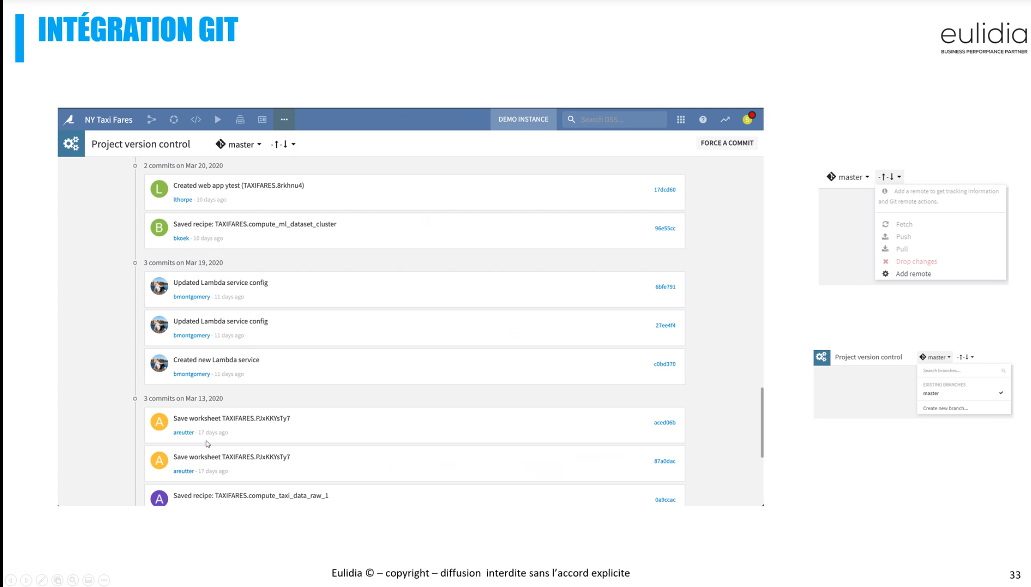 INTÉGRATION GIT
eulidia
BUSINESS PERFORMANCE PARTNER
NY Taxi Fares
DEMO INSTANCE
Search DSS...
Project version control
master
FORCE A COMMIT
2 commits on Mar 20, 2020
L
Created web app ytest (TAXIFARES.8rkhnu4)
lthorpe · 10 days ago
17dcd60
B
Saved recipe: TAXIFARES.compute_ml_dataset_cluster
bkoek · 10 days ago
96e55cc
3 commits on Mar 19, 2020
Updated Lambda service config
bmontgomery · 11 days ago
6bfe791
Updated Lambda service config
bmontgomery · 11 days ago
27ee4f4
Created new Lambda service
bmontgomery · 11 days ago
c0bd370
3 commits on Mar 13, 2020
A
Save worksheet TAXIFARES.PJxKKYsTy7
areutter · 17 days ago
aced06b
A
Save worksheet TAXIFARES.PJxKKYsTy7
areutter · 17 days ago
87a0dac
A
Saved recipe: TAXIFARES.compute_taxi_data_raw_1
0a9ccac
master
Add a remote to get tracking information
and Git remote actions.
Fetch
Push
Pull
Drop changes
Add remote
Project version control
master
Search branches...
EXISTING BRANCHES
master
Create new branch...
Eulidia © – copyright – diffusion interdite sans l'accord explicite
33